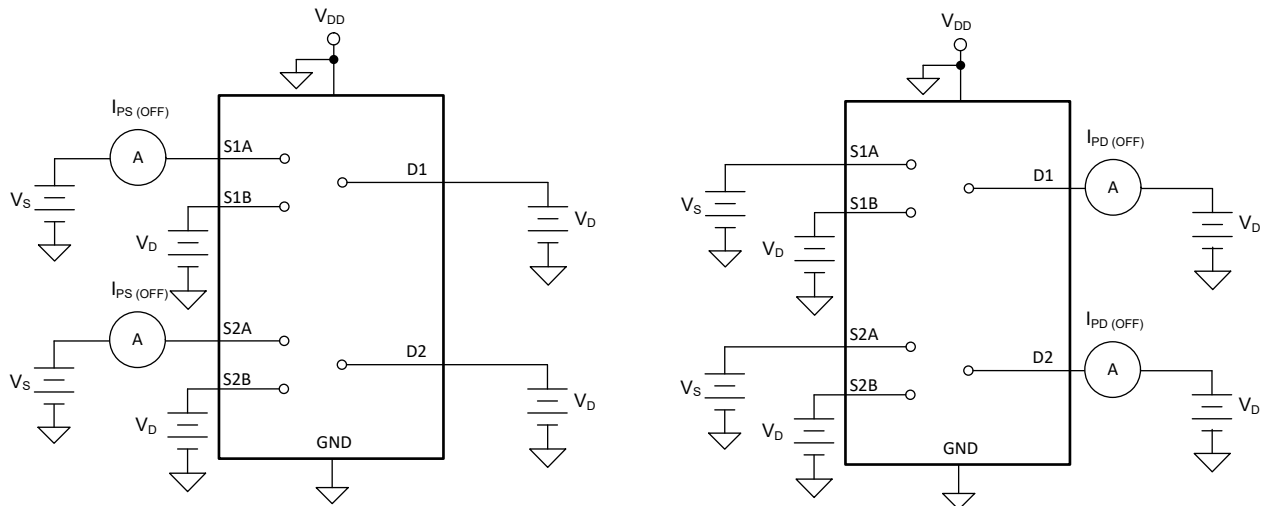 VDD
IPS (OFF)
A
S1A
VS
D1
S1B
VD
VD
IPS (OFF)
A
S2A
VS
D2
S2B
VD
VD
GND
VDD
S1A
IPD (OFF)
D1
A
VS
S1B
VD
VD
S2A
IPD (OFF)
D2
A
VS
S2B
VD
VD
GND